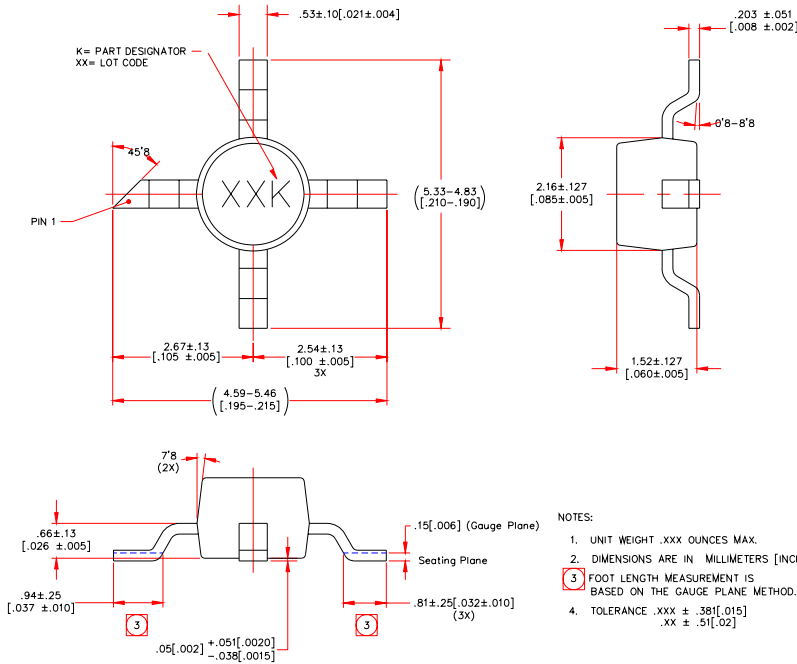 .53±.10[.021±.004]
.203 ±.051
[.008 ±.002]
K= PART DESIGNATOR
XX= LOT CODE
0°8-8°8
45°8
XXK
5.33-4.83
[.210-.190]
2.16±.127
[.085±.005]
PIN 1
2.67±.13
[.105 ±.005]
2.54±.13
[.100 ±.005]
3X
1.52±.127
[.060±.005]
4.59-5.46
[.195-.215]
7°8
(2X)
.15[.006] (Gauge Plane)
.66±.13
[.026 ±.005]
Seating Plane
.94±.25
[.037 ±.010]
.81±.25[.032±.010]
(3X)
3
3
.05[.002] +.051[.0020]
-.038[.0015]
NOTES:
1. UNIT WEIGHT .XXX OUNCES MAX.
2. DIMENSIONS ARE IN MILLIMETERS [INC
3 FOOT LENGTH MEASUREMENT IS
BASED ON THE GAUGE PLANE METHOD.
4. TOLERANCE .XXX ± .381[.015]
.XX ± .51[.02]